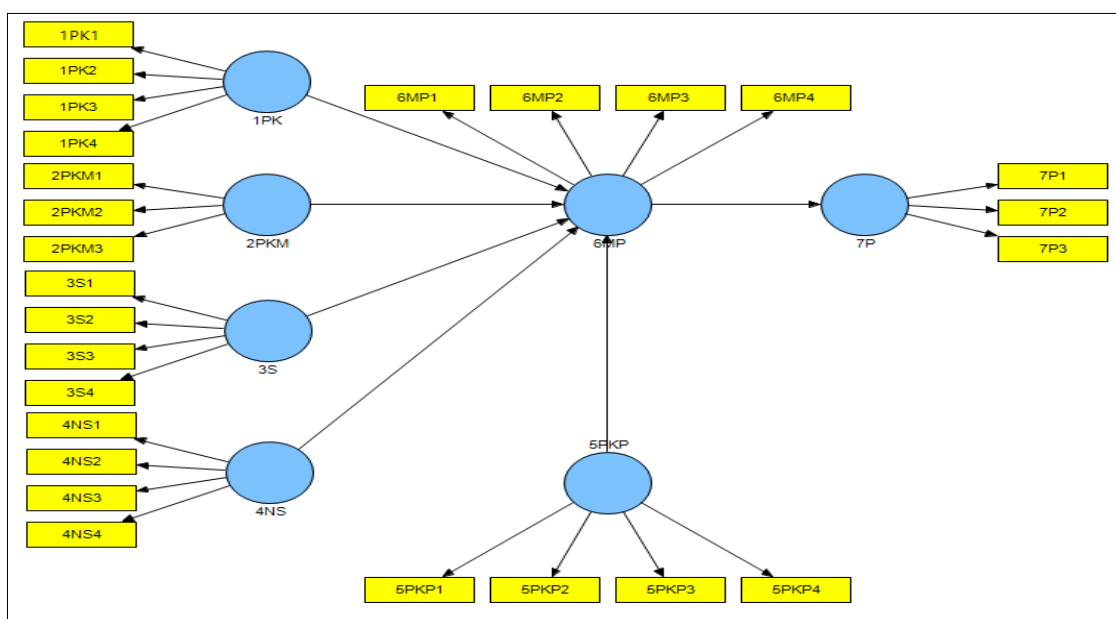 1PK1
1PK2
1PK3
1PK4
1PK
2PKM1
2PKM2
2PKM3
2PKM
3S1
3S2
3S3
3S4
3S
4NS1
4NS2
4NS3
4NS4
4NS
6MP1
6MP2
6MP3
6MP4
6MP
7P
7P1
7P2
7P3
5PKP
5PKP1
5PKP2
5PKP3
5PKP4